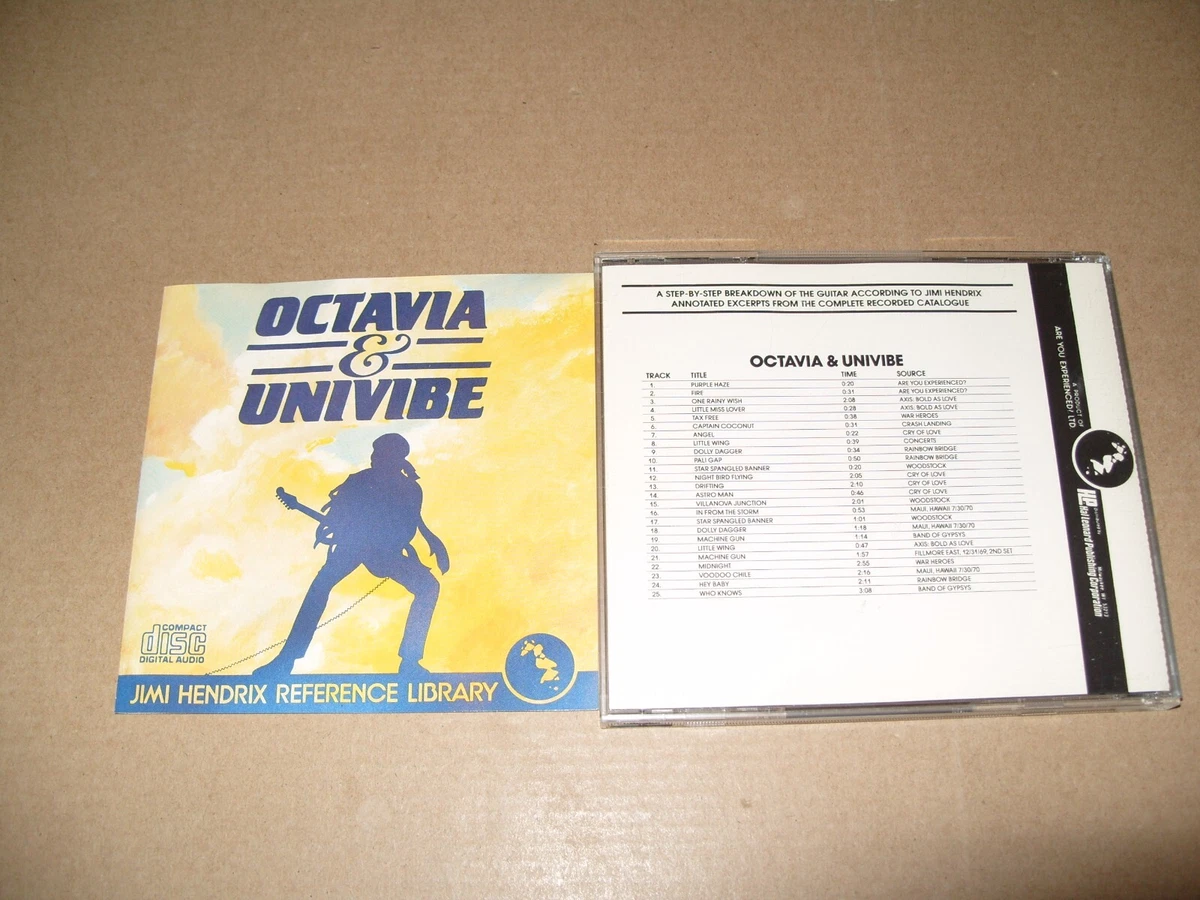 OCTAVIA
&
UNIVIBE
COMPACT
disc
DIGITAL AUDIO
JIMI HENDRIX REFERENCE LIBRARY
A STEP-BY-STEP BREAKDOWN OF THE GUITAR ACCORDING TO JIMI HENDRIX
ANNOTATED EXCERPTS FROM THE COMPLETE RECORDED CATALOGUE
OCTAVIA & UNIVIBE
TRACK TITLE TIME SOURCE
1. PURPLE HAZE 0:20 ARE YOU EXPERIENCED?
2. FIRE 0:31 ARE YOU EXPERIENCED?
3. ONE RAINY WISH 2:08 AXIS: BOLD AS LOVE
4. LITTLE MISS LOVER 0:28 AXIS: BOLD AS LOVE
5. TAX FREE 0:38 WAR HEROES
6. CAPTAIN COCONUT 0:31 CRASH LANDING
7. ANGEL 0:22 CRY OF LOVE
8. LITTLE WING 0:39 CONCERTS
9. DOLLY DAGGER 0:34 RAINBOW BRIDGE
10. PALI GAP 0:50 RAINBOW BRIDGE
11. STAR SPANGLED BANNER 0:20 WOODSTOCK
12. NIGHT BIRD FLYING 2:05 CRY OF LOVE
13. DRIFTING 2:10 CRY OF LOVE
14. ASTRO MAN 0:46 CRY OF LOVE
15. VILLANOVA JUNCTION 2:01 WOODSTOCK
16. IN FROM THE STORM 0:53 MAUI, HAWAII 7/30/70
17. STAR SPANGLED BANNER 1:01 WOODSTOCK
18. DOLLY DAGGER 1:18 MAUI, HAWAII 7/30/70
19. MACHINE GUN 1:14 BAND OF GYPSYS
20. LITTLE WING 0:47 AXIS: BOLD AS LOVE
21. MACHINE GUN 1:57 FILLMORE EAST, 12/31/69, 2ND SET
22. MIDNIGHT 2:55 WAR HEROES
23. VOODOO CHILE 2:16 MAUI, HAWAII 7/30/70
24. HEY BABY 2:11 RAINBOW BRIDGE
25. WHO KNOWS 3:08 BAND OF GYPSYS
A PRODUCT OF
ARE YOU EXPERIENCED? LTD.
Hal Leonard Publishing Corporation